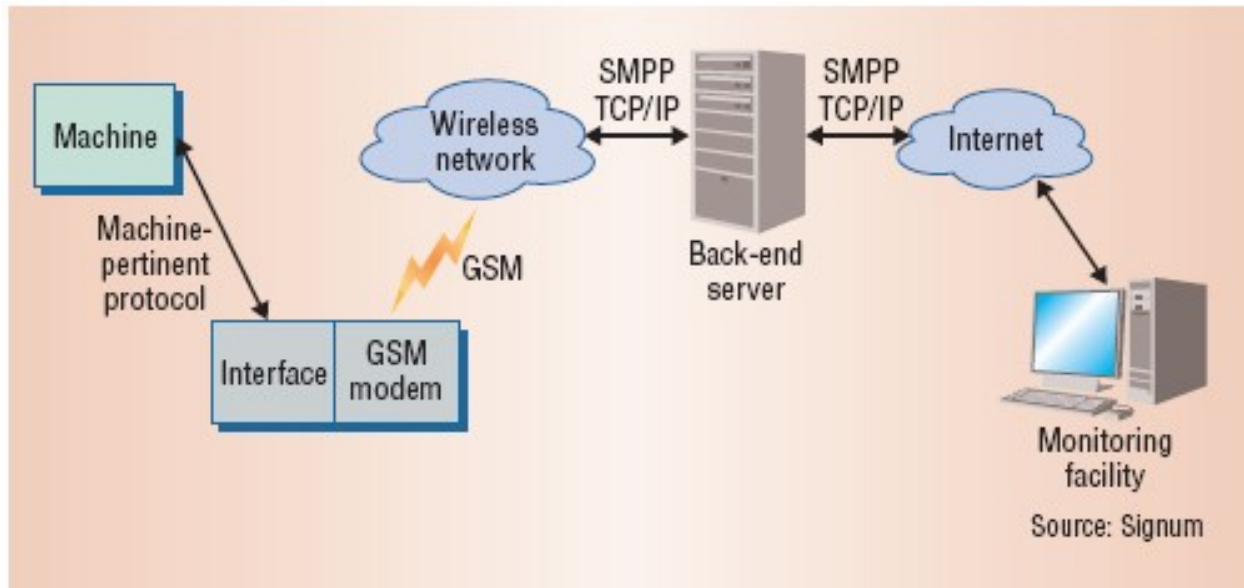 Machine
Machine-
pertinent
protocol
Interface
GSM
modem
GSM
Wireless
network
SMPP
TCP/IP
Back-end
server
SMPP
TCP/IP
Internet
Monitoring
facility
Source: Signum